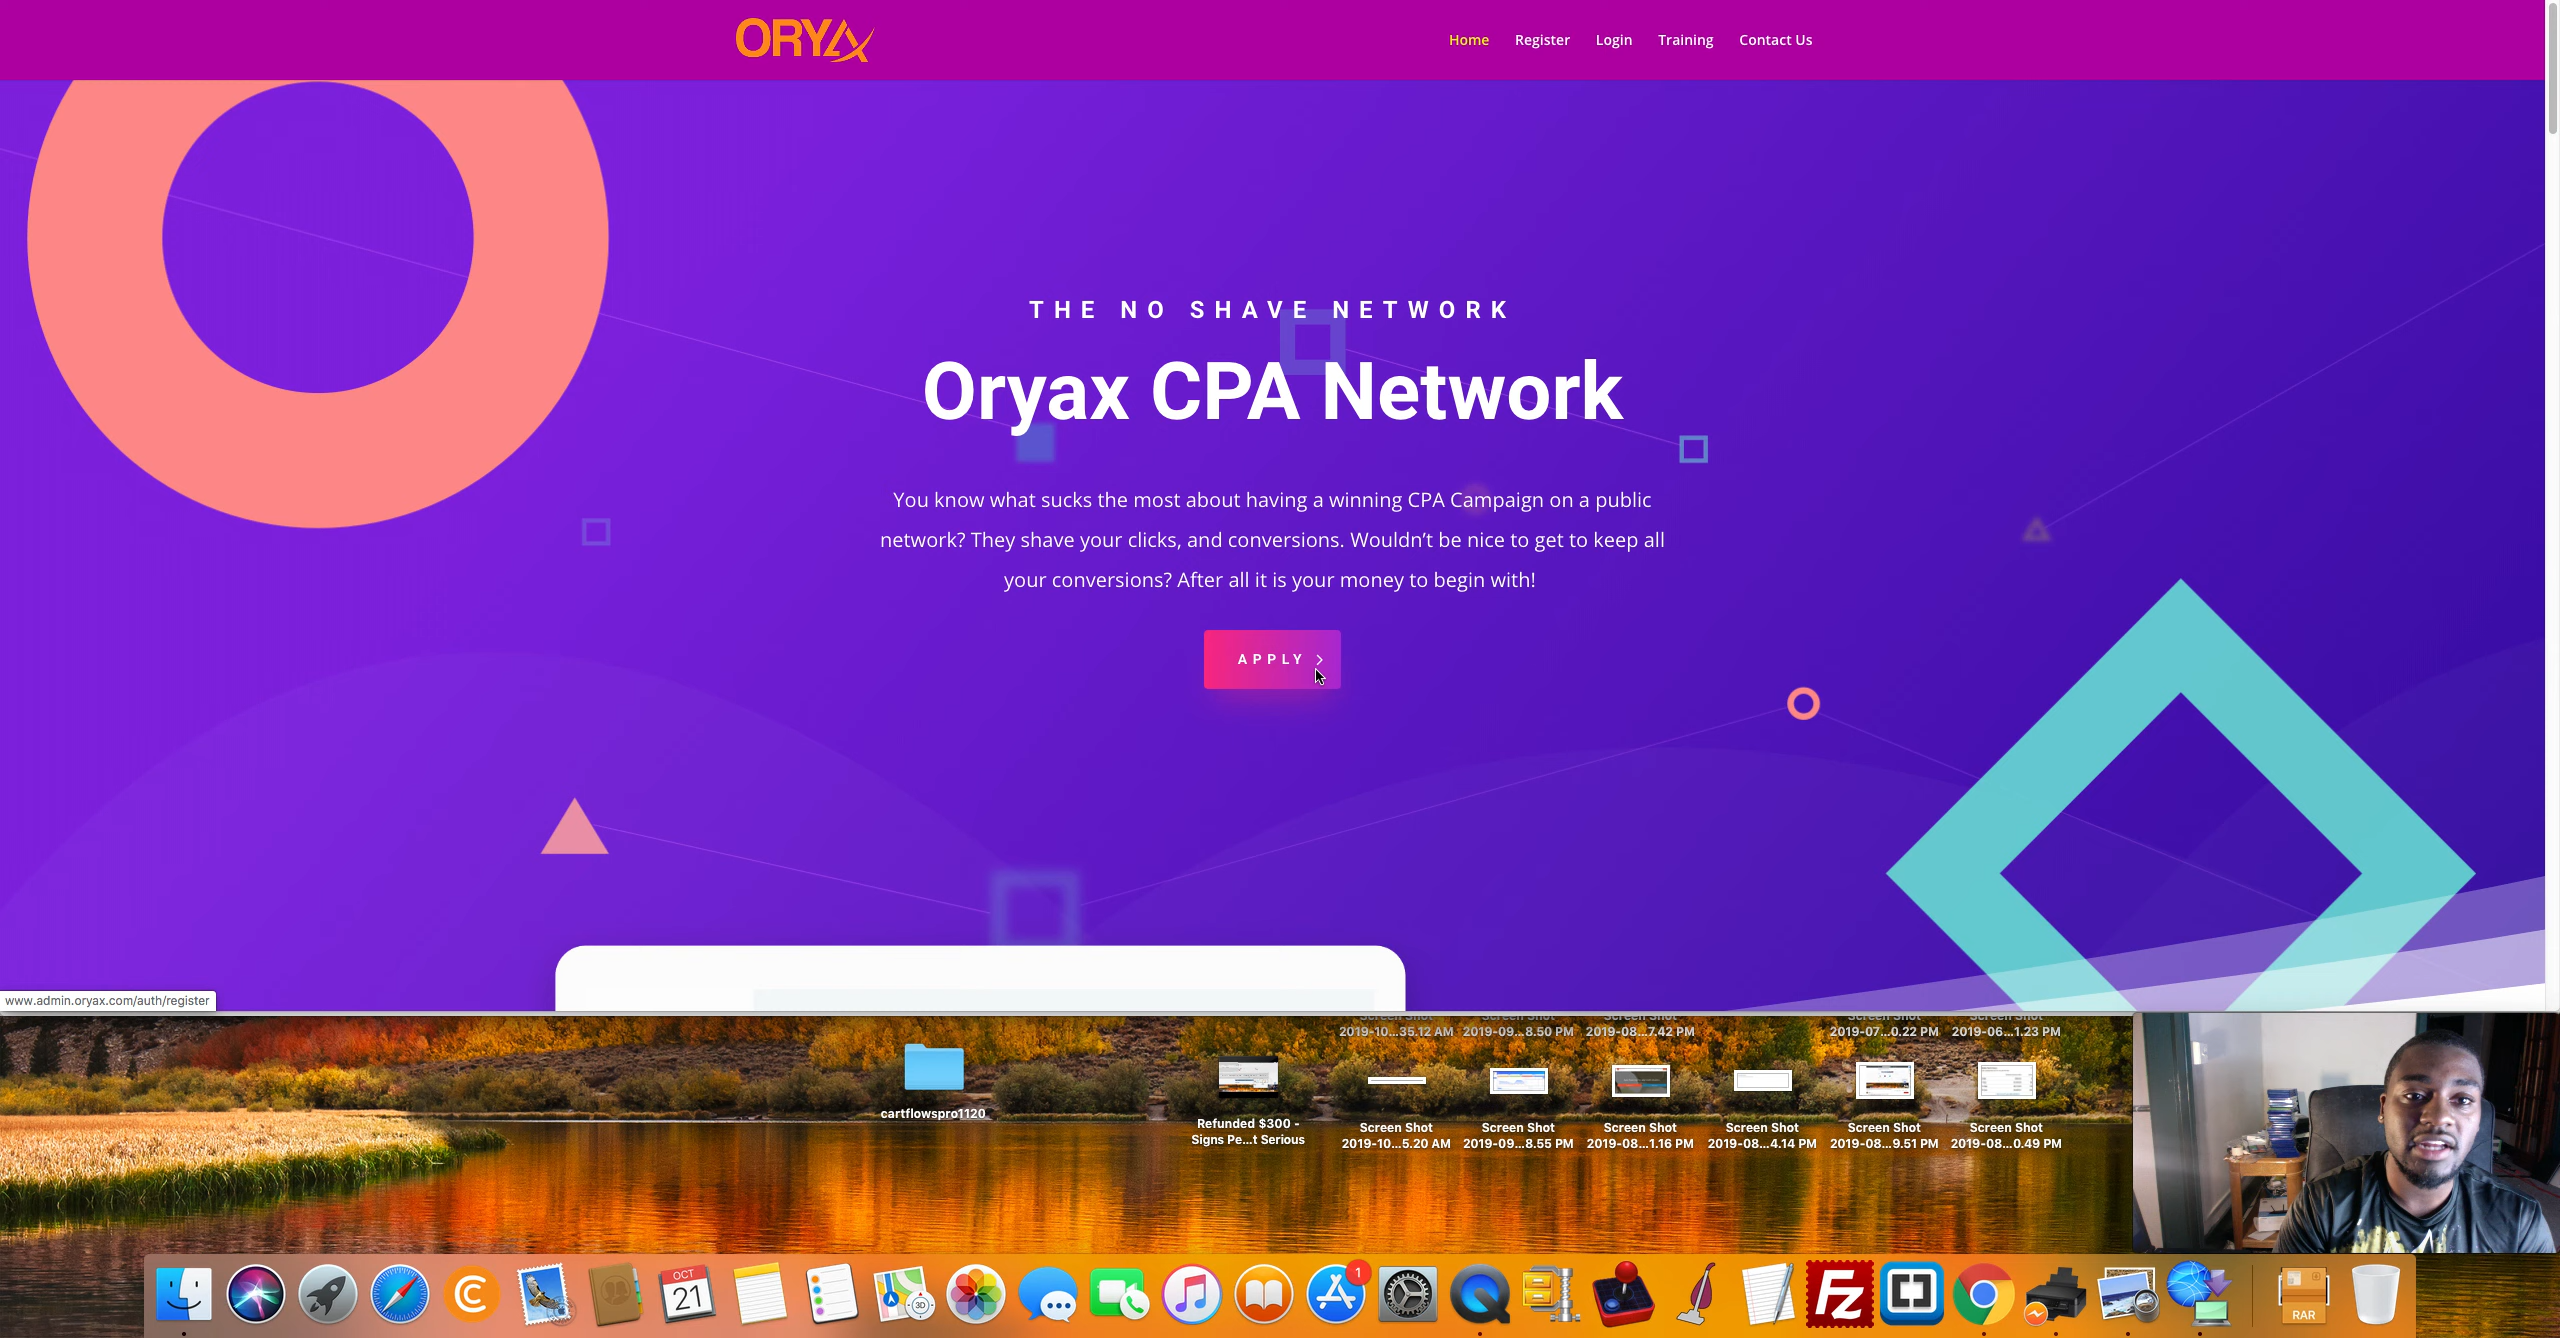 ORYAX
Home Register Login Training Contact Us
THE NO SHAVE NETWORK
Oryax CPA Network
You know what sucks the most about having a winning CPA Campaign on a public
network? They shave your clicks, and conversions. Wouldn't be nice to get to keep all
your conversions? After all it is your money to begin with!
APPLY
www.admin.oryax.com/auth/register
2019-10...35.12 AM 2019-09...8.50 PM 2019-08...7.42 PM 2019-07...0.22 PM 2019-06...1.23 PM
cartflowspro1120
Refunded $300 -
Signs Pe...t Serious
Screen Shot
2019-10...5.20 AM
Screen Shot
2019-09...8.55 PM
Screen Shot
2019-08...1.16 PM
Screen Shot
2019-08...4.14 PM
Screen Shot
2019-08...9.51 PM
Screen Shot
2019-08...0.49 PM
OCT
21
3D
1
FZ
RAR